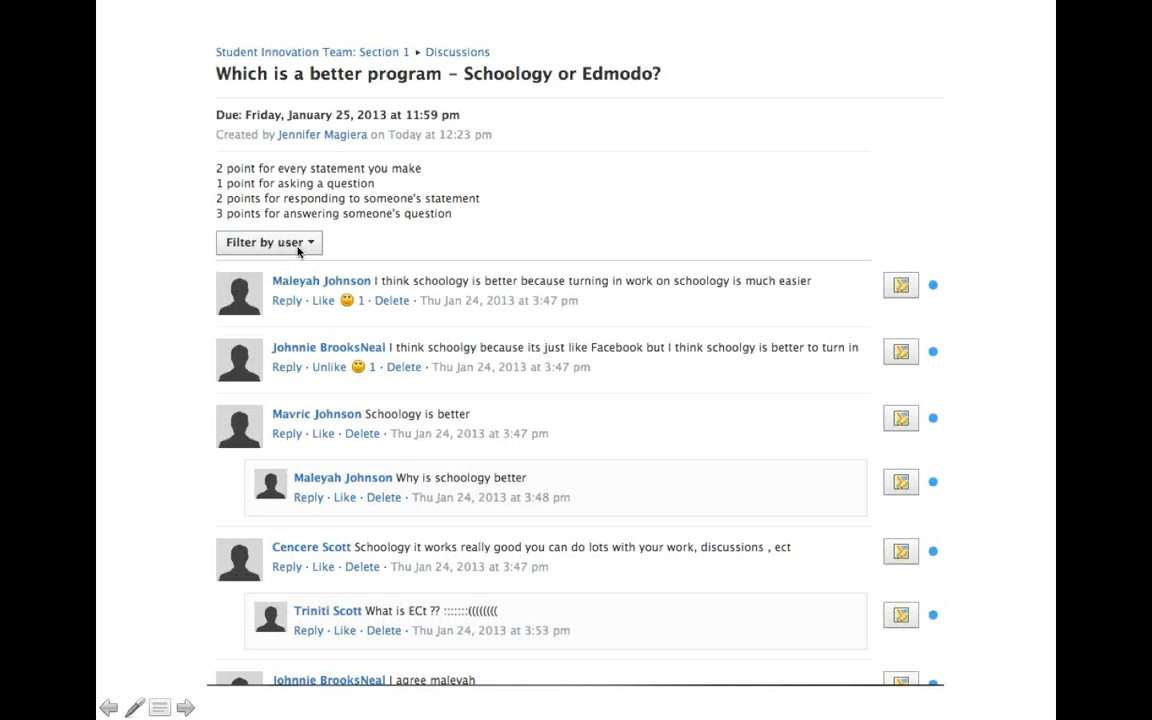 Student Innovation Team: Section 1 ▸ Discussions
Which is a better program – Schoology or Edmodo?
Due: Friday, January 25, 2013 at 11:59 pm
Created by Jennifer Magiera on Today at 12:23 pm
2 point for every statement you make
1 point for asking a question
2 points for responding to someone's statement
3 points for answering someone's question
Filter by user
Maleyah Johnson I think schoology is better because turning in work on schoology is much easier
Reply · Like 1 · Delete · Thu Jan 24, 2013 at 3:47 pm
Johnnie BrooksNeal I think schoolgy because its just like Facebook but I think schoolgy is better to turn in
Reply · Unlike 1 · Delete · Thu Jan 24, 2013 at 3:47 pm
Mavric Johnson Schoology is better
Reply · Like · Delete · Thu Jan 24, 2013 at 3:47 pm
Maleyah Johnson Why is schoology better
Reply · Like · Delete · Thu Jan 24, 2013 at 3:48 pm
Cencere Scott Schoology it works really good you can do lots with your work, discussions , ect
Reply · Like · Delete · Thu Jan 24, 2013 at 3:47 pm
Triniti Scott What is ECt ?? :::::::((((((((
Reply · Like · Delete · Thu Jan 24, 2013 at 3:53 pm
Johnnie BrooksNeal I agree maleyah